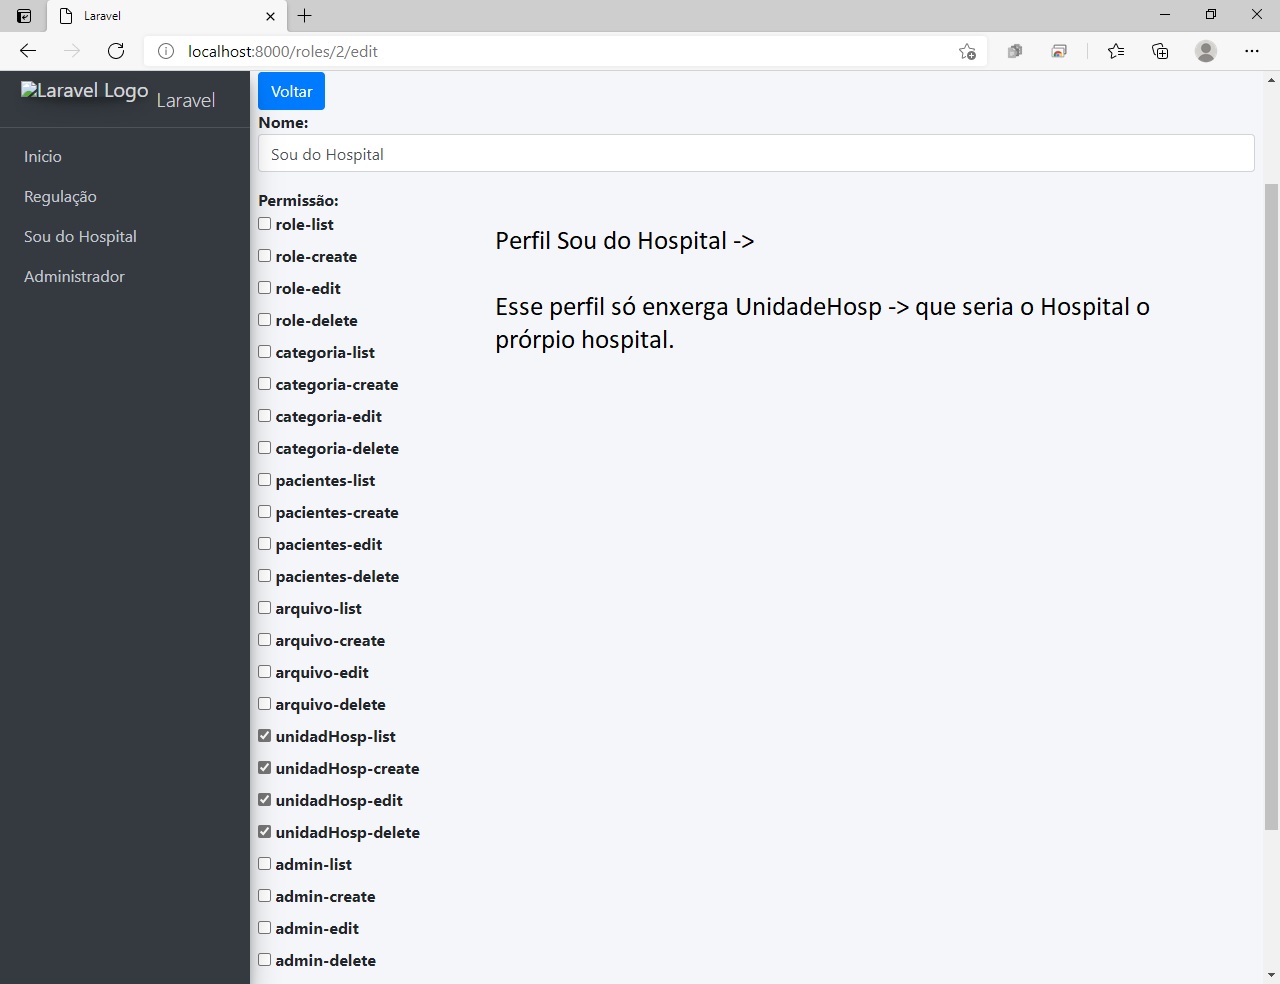 Laravel
localhost:8000/roles/2/edit
Laravel Logo Laravel
Inicio
Regulação
Sou do Hospital
Administrador
Voltar
Nome:
Sou do Hospital
Permissão:
role-list
role-create
role-edit
role-delete
categoria-list
categoria-create
categoria-edit
categoria-delete
pacientes-list
pacientes-create
pacientes-edit
pacientes-delete
arquivo-list
arquivo-create
arquivo-edit
arquivo-delete
unidadHosp-list
unidadHosp-create
unidadHosp-edit
unidadHosp-delete
admin-list
admin-create
admin-edit
admin-delete
Perfil Sou do Hospital ->
Esse perfil só enxerga UnidadeHosp -> que seria o Hospital o
prórpio hospital.